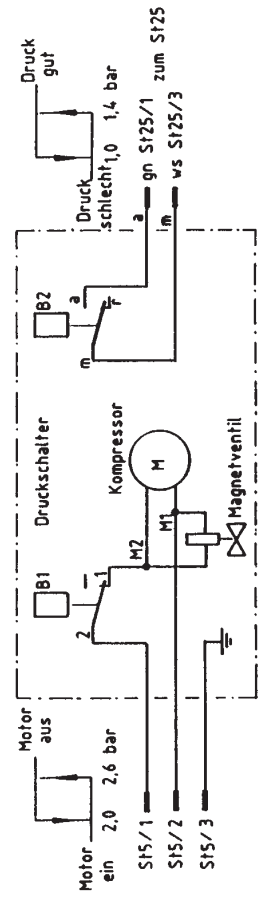 Motor
aus
Motor
ein
2,0
2,6 bar
St5/1
St5/2
St5/3
B1
2
1
Druckschalter
M2
M1
Kompressor
M
Magnetventil
B2
m
a
r
Druck
gut
Druck
schlecht
1,0
1,4 bar
a
gn St25/1
m
ws St25/3
zum St25